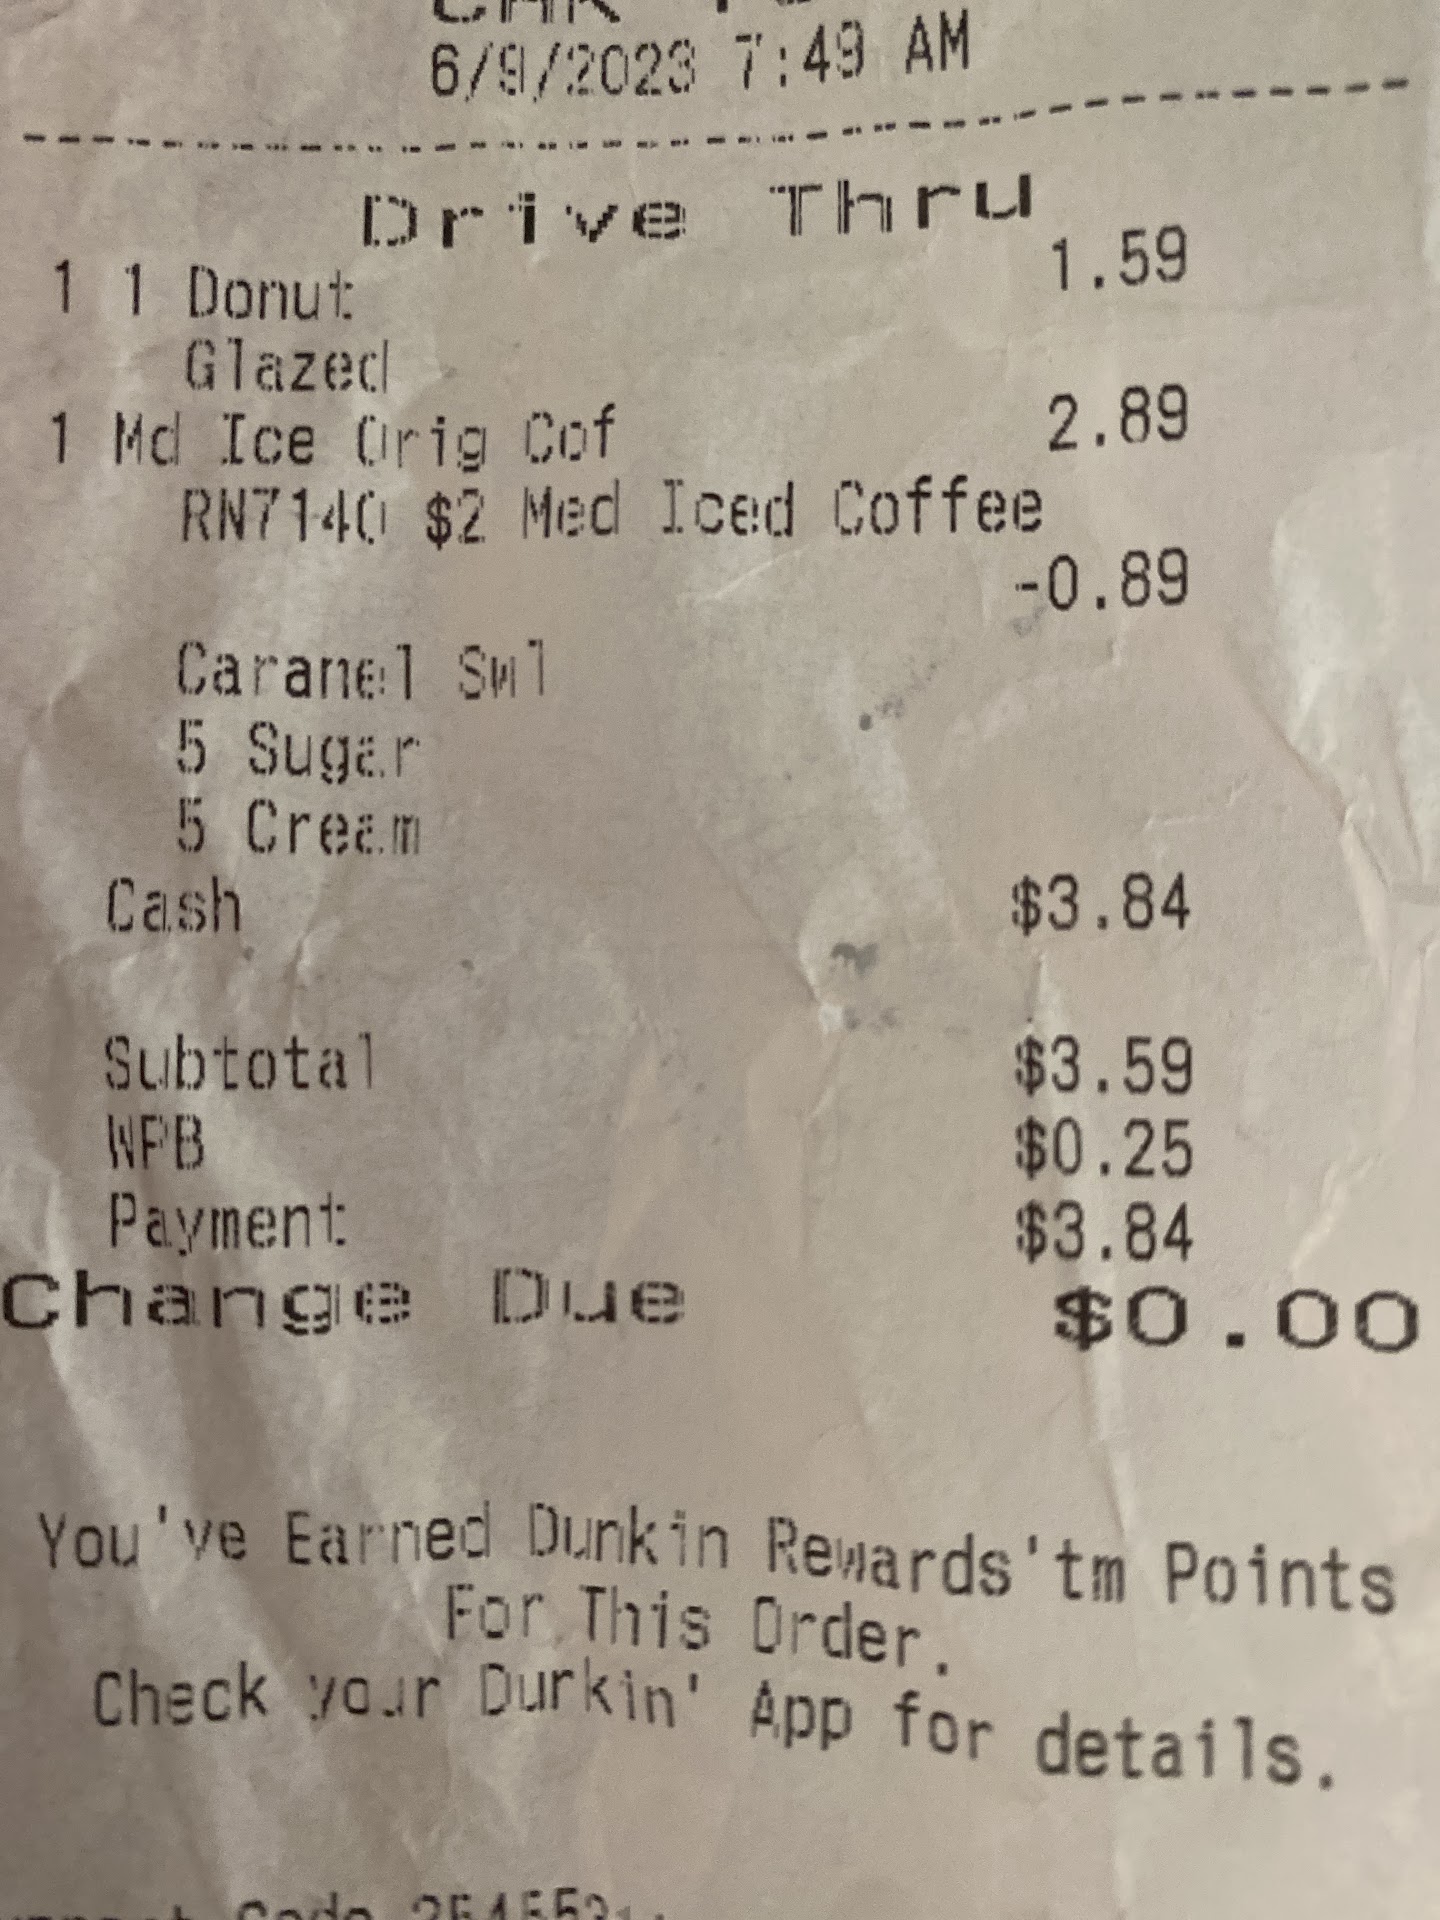 6/9/2023 7:49 AM
Drive Thru
1 1 Donut 1.59
Glazed
1 Md Ice Orig Cof 2.89
RN7140 $2 Med Iced Coffee
-0.89
Caramel Swl
5 Sugar
5 Cream
Cash $3.84
Subtotal $3.59
WPB $0.25
Payment $3.84
Change Due $0.00
You've Earned Dunkin Rewards'tm Points
For This Order.
Check your Dunkin' App for details.
Code